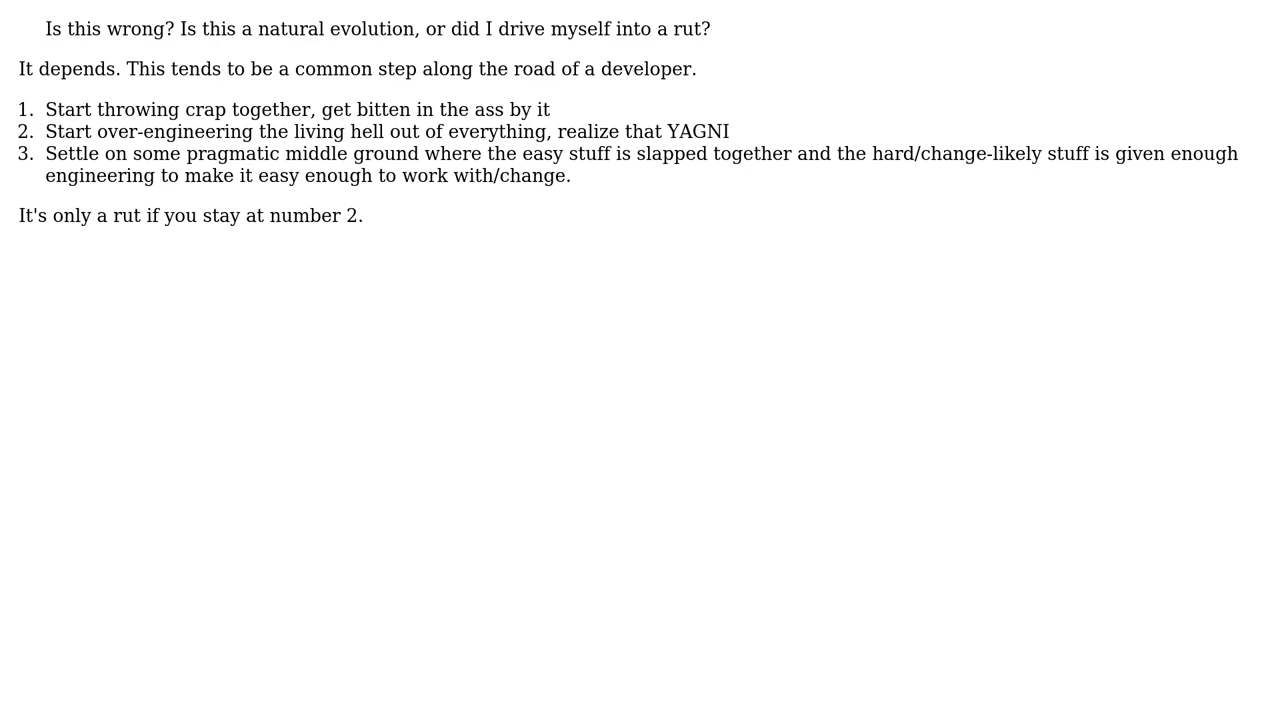 Is this wrong? Is this a natural evolution, or did I drive myself into a rut?
It depends. This tends to be a common step along the road of a developer.
1. Start throwing crap together, get bitten in the ass by it
2. Start over-engineering the living hell out of everything, realize that YAGNI
3. Settle on some pragmatic middle ground where the easy stuff is slapped together and the hard/change-likely stuff is given enough
engineering to make it easy enough to work with/change.
It's only a rut if you stay at number 2.